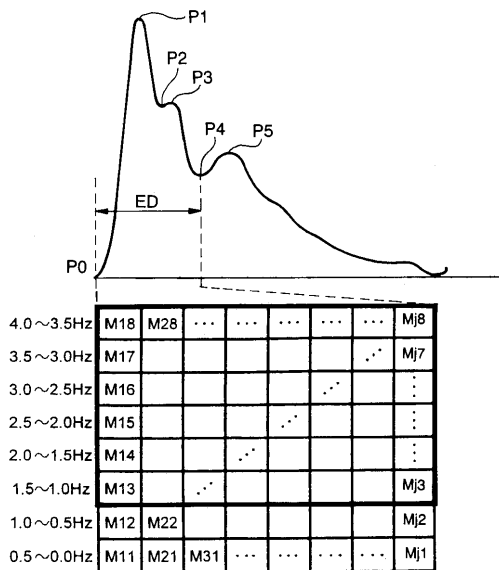 P1
P2
P3
P4
P5
ED
P0
4.0～3.5Hz M18 M28 ... ... ... ... Mj8
3.5～3.0Hz M17 ... Mj7
3.0～2.5Hz M16 ... ...
2.5～2.0Hz M15 ... ...
2.0～1.5Hz M14 ... ...
1.5～1.0Hz M13 ... Mj3
1.0～0.5Hz M12 M22 Mj2
0.5～0.0Hz M11 M21 M31 ... ... ... Mj1